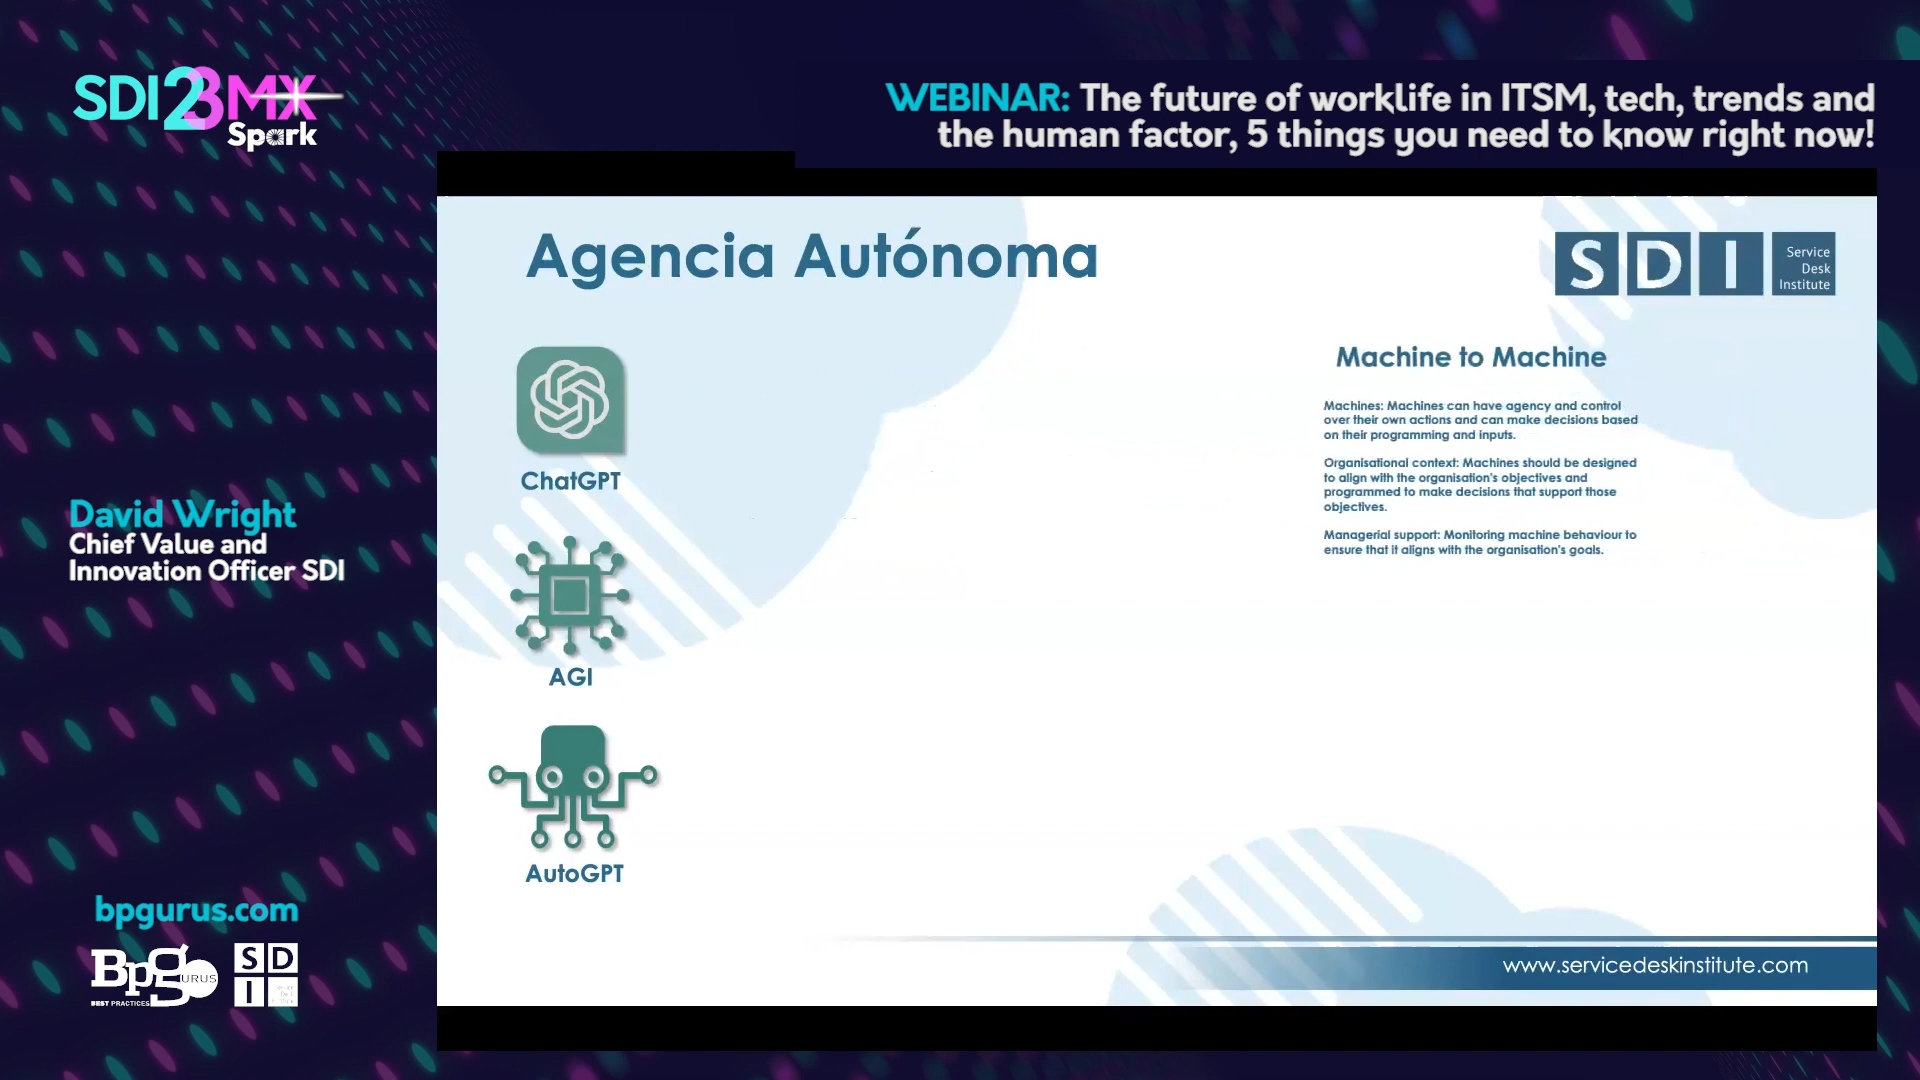 SDI23MX
Spark
WEBINAR: The future of worklife in ITSM, tech, trends and
the human factor, 5 things you need to know right now!
David Wright
Chief Value and
Innovation Officer SDI
bpgurus.com
BpGURUS
BEST PRACTICES
S D
I
Agencia Autónoma
S D I
Service
Desk
Institute
ChatGPT
AGI
AutoGPT
Machine to Machine
Machines: Machines can have agency and control
over their own actions and can make decisions based
on their programming and inputs.
Organisational context: Machines should be designed
to align with the organisation's objectives and
programmed to make decisions that support those
objectives.
Managerial support: Monitoring machine behaviour to
ensure that it aligns with the organisation's goals.
www.servicedeskinstitute.com